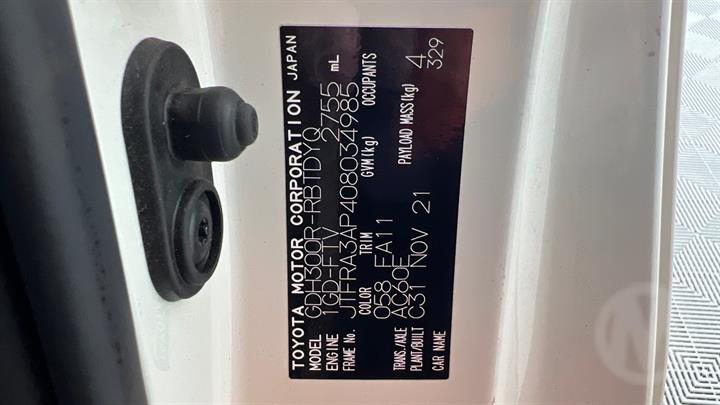 TOYOTA MOTOR CORPORATION JAPAN
MODEL GDH300R-RBTDYQ
ENGINE 1GD-FTV 2755 mL
FRAME No. JTFRA3AP408034985
COLOR TRIM GVM(kg) OCCUPANTS
058 FA11 4
TRANS./AXLE AC60E PAYLOAD MASS(kg) 329
PLANT/BUILT C31 NOV 21
CAR NAME